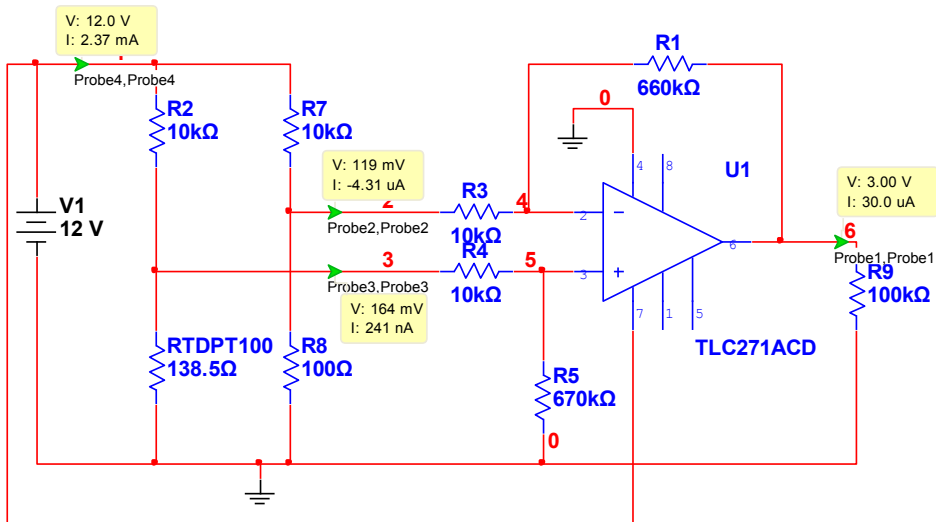 V: 12.0 V
I: 2.37 mA
Probe4,Probe4
R1
660kΩ
0
R2
10kΩ
R7
10kΩ
4
8
U1
V: 119 mV
I: -4.31 uA
2
Probe2,Probe2
R3
10kΩ
4
2
V1
12 V
3
Probe3,Probe3
V: 164 mV
I: 241 nA
R4
10kΩ
5
3
6
V: 3.00 V
I: 30.0 uA
6
Probe1,Probe1
R9
100kΩ
7
1
5
TLC271ACD
RTDPT100
138.5Ω
R8
100Ω
R5
670kΩ
0